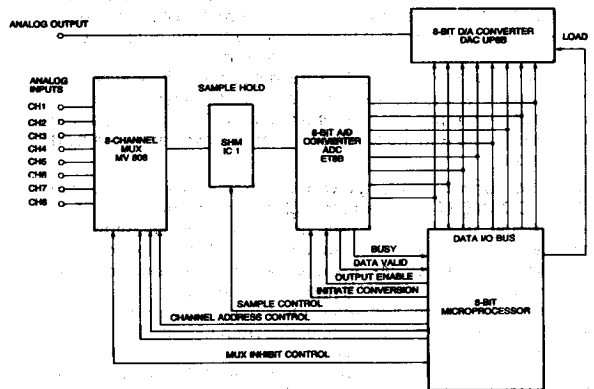 ANALOG OUTPUT
8-BIT D/A CONVERTER
DAC UP8B
LOAD
ANALOG
INPUTS
CH1
CH2
CH3
CH4
CH5
CH6
CH7
CH8
8-CHANNEL
MUX
MV 808
SAMPLE HOLD
SHM
IC 1
8-BIT A/D
CONVERTER
ADC
ET8B
BUSY
DATA VALID
OUTPUT ENABLE
INITIATE CONVERSION
SAMPLE CONTROL
CHANNEL ADDRESS CONTROL
MUX INHIBIT CONTROL
DATA I/O BUS
8-BIT
MICROPROCESSOR